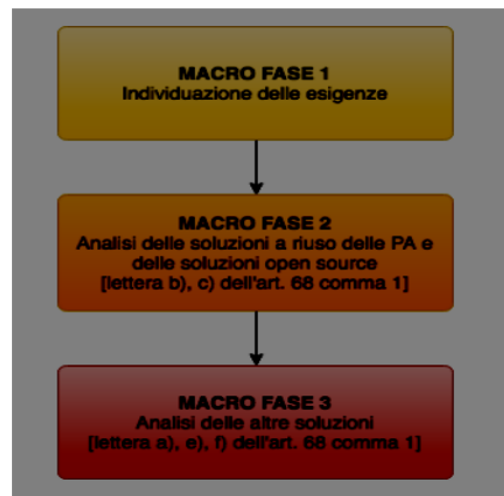 MACRO FASE 1
Individuazione delle esigenze
MACRO FASE 2
Analisi delle soluzioni a riuso delle PA e
delle soluzioni open source
[lettera b), c) dell'art. 68 comma 1]
MACRO FASE 3
Analisi delle altre soluzioni
[lettera a), e), f) dell'art. 68 comma 1]